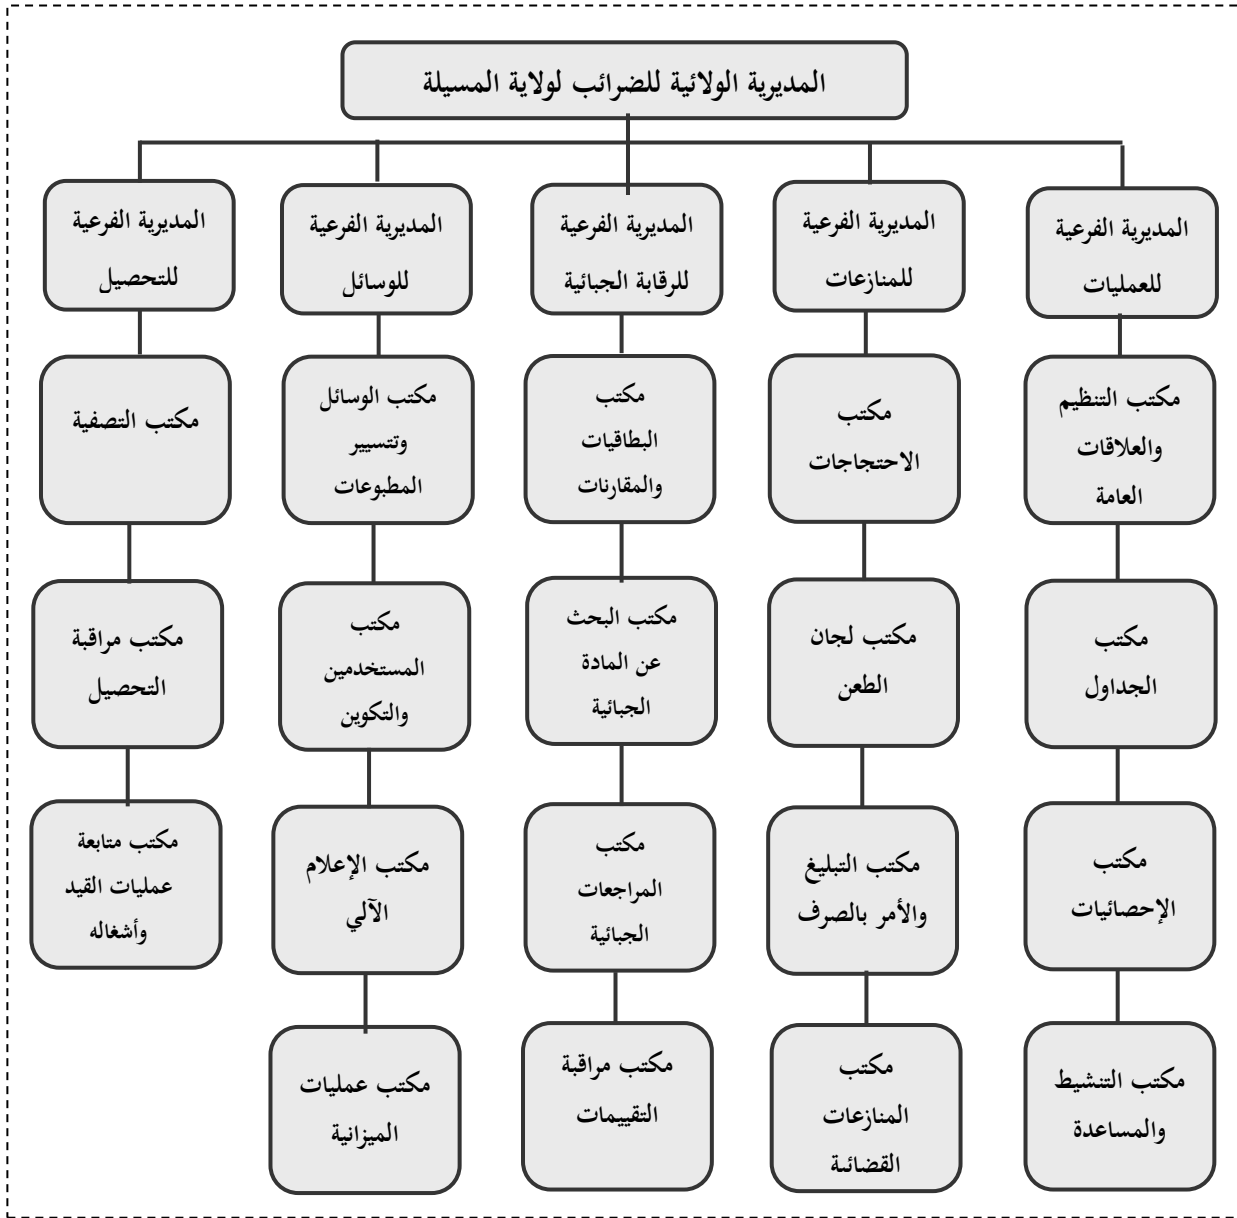 المديرية الولائية للضرائب لولاية المسيلة
المديرية الفرعية
للعمليات
المديرية الفرعية
للمنازعات
المديرية الفرعية
للرقابة الجبائية
المديرية الفرعية
للوسائل
المديرية الفرعية
للتحصيل
مكتب التنظيم
والعلاقات
العامة
مكتب
الاحتجاجات
مكتب
البطاقيات
والمقارنات
مكتب الوسائل
وتتسيير
المطبوعات
مكتب التصفية
مكتب
الجداول
مكتب لجان
الطعن
مكتب البحث
عن المادة
الجبائية
مكتب
المستخدمين
والتكوين
مكتب مراقبة
التحصيل
مكتب
الإحصائيات
مكتب التبليغ
والأمر بالصرف
مكتب
المراجعات
الجبائية
مكتب الإعلام
الآلي
مكتب متابعة
عمليات القيد
وأشغاله
مكتب التنشيط
والمساعدة
مكتب
المنازعات
القضائية
مكتب مراقبة
التقييمات
مكتب عمليات
الميزانية